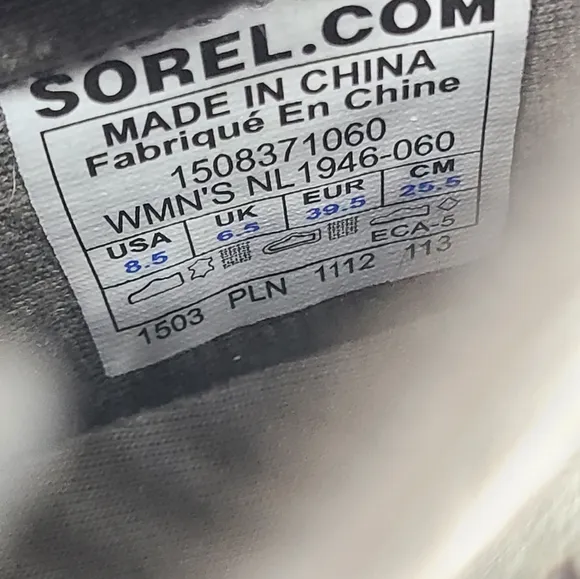 SOREL.COM
MADE IN CHINA
Fabriqué En Chine
1508371060
WMN'S NL1946-060
USA UK EUR CM
8.5 6.5 39.5 25.5
ECA-5
1503 PLN 1112 113